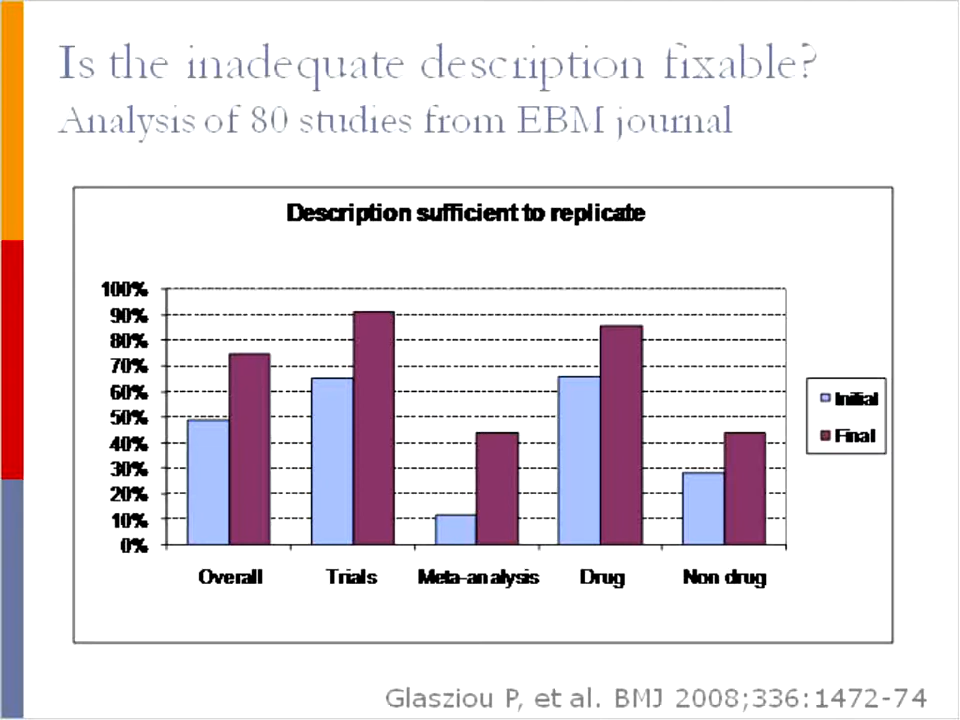 Is the inadequate description fixable?
Analysis of 80 studies from EBM journal
Description sufficient to replicate
100%
90%
80%
70%
60%
50%
40%
30%
20%
10%
0%
Initial
Final
Overall Trials Meta-analysis Drug Non drug
Glasziou P, et al. BMJ 2008;336:1472-74